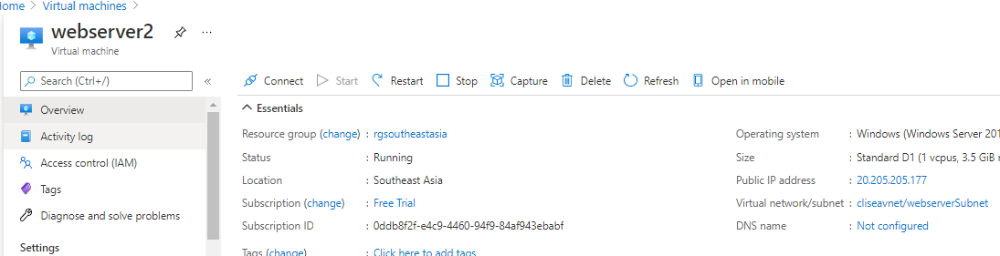 Home > Virtual machines >
webserver2 ...
Virtual machine
Search (Ctrl+/) «
Connect Start Restart Stop Capture Delete Refresh Open in mobile
Overview
Activity log
Access control (IAM)
Tags
Diagnose and solve problems
Settings
Essentials
Resource group (change) : rgsoutheastasia
Status : Running
Location : Southeast Asia
Subscription (change) : Free Trial
Subscription ID : 0ddb8f2f-e4c9-4460-94f9-84af943ebabf
Tags (change) : Click here to add tags
Operating system : Windows (Windows Server 201
Size : Standard D1 (1 vcpus, 3.5 GiB
Public IP address : 20.205.205.177
Virtual network/subnet : cliseavnet/webserverSubnet
DNS name : Not configured